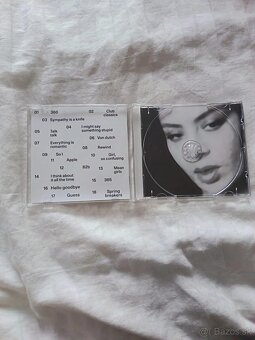 01 360 02 Club
classics
03 Sympathy is a knife
04 I might say
something stupid
05 Talk
talk
06 Von dutch
07 Everything is
romantic
08 Rewind
09 So I
10 Girl,
so confusing
11 Apple
12 B2b 13 Mean
girls
14 I think about
it all the time
15 365
16 Hello goodbye
17 Guess
18 Spring
breakers
Bazos.sk